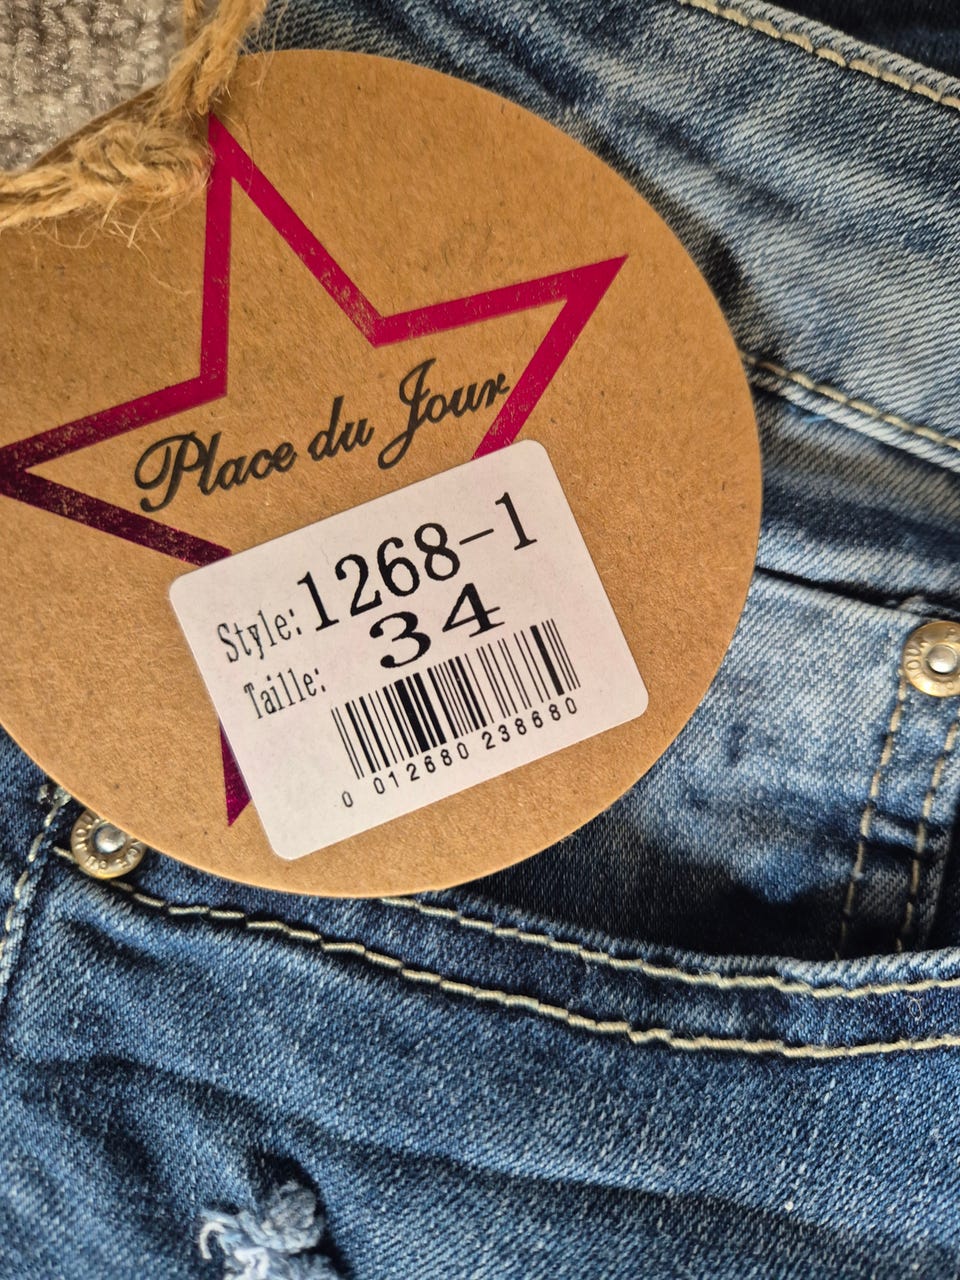 Place du Jour
Style: 1268-1
Taille: 34
0 012680 238680